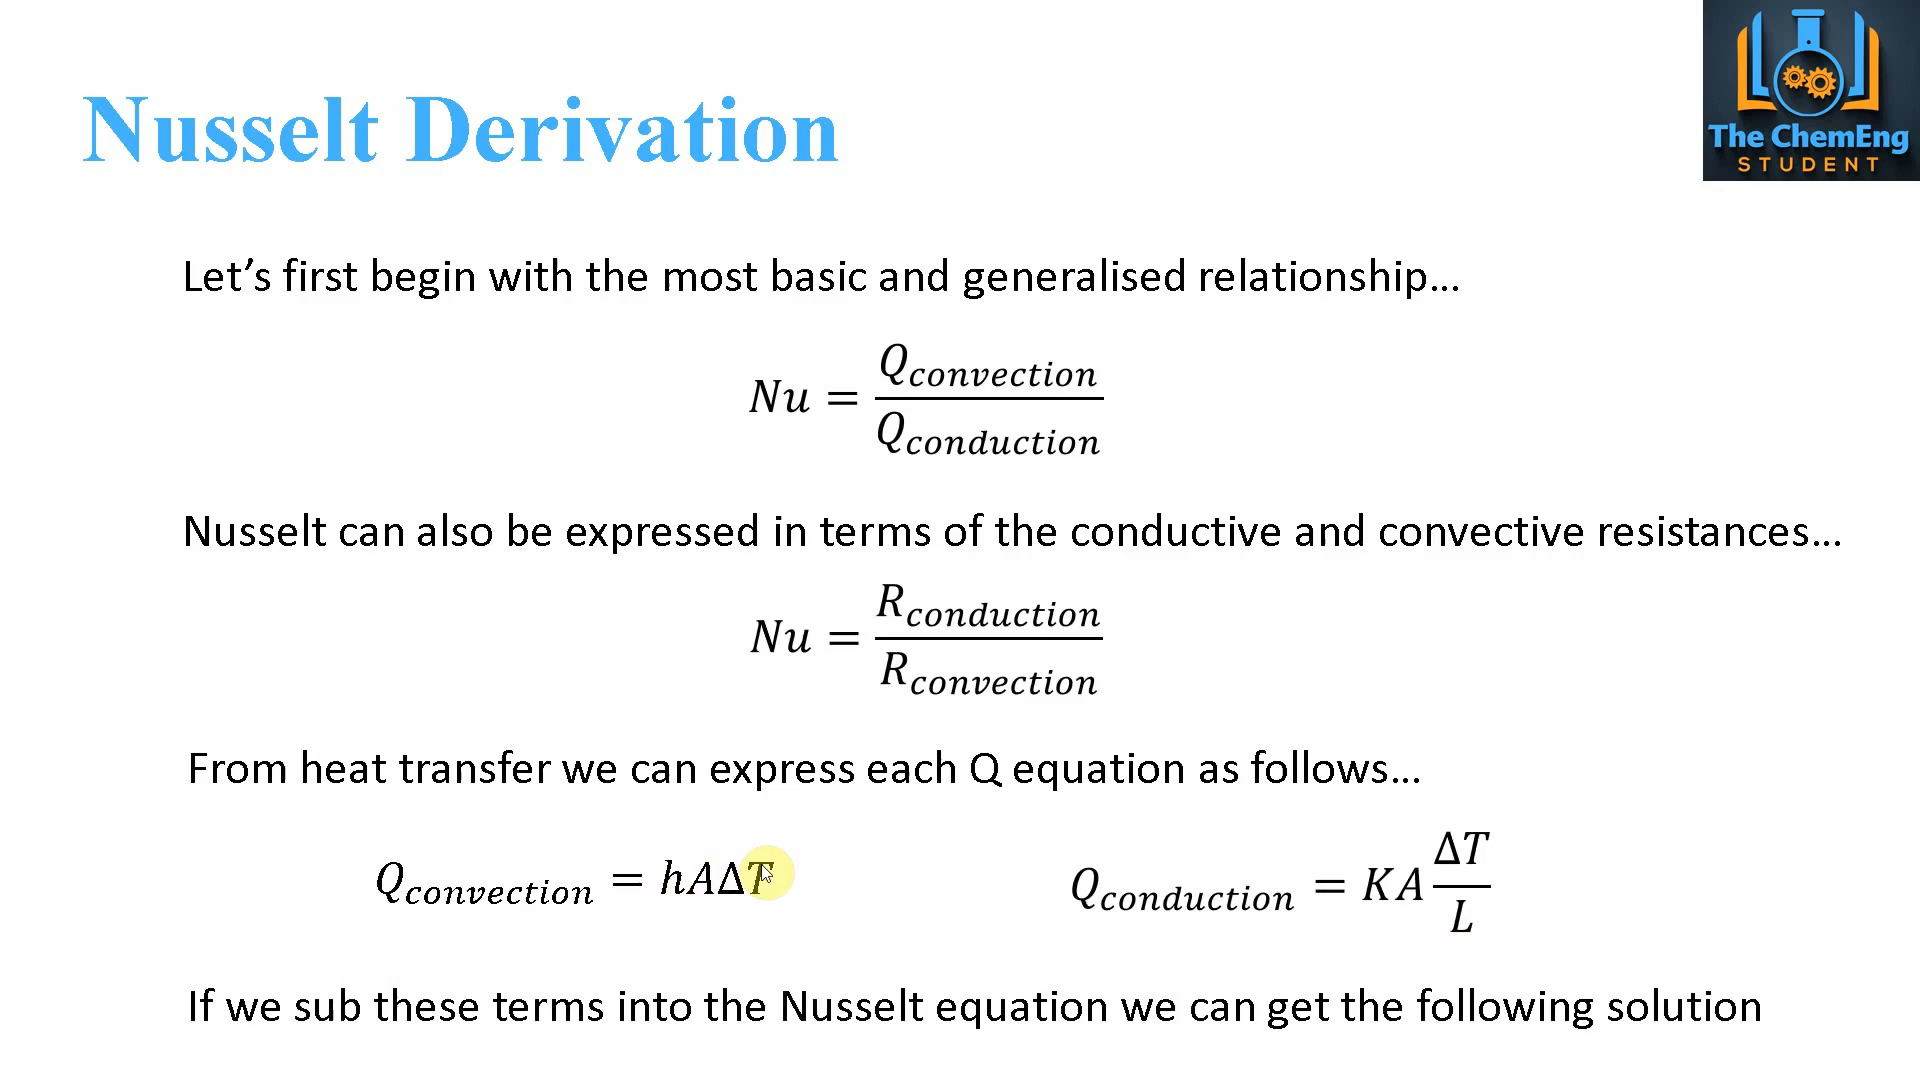 The ChemEng
STUDENT
Nusselt Derivation
Let’s first begin with the most basic and generalised relationship…
Nu = Q_convection / Q_conduction
Nusselt can also be expressed in terms of the conductive and convective resistances…
Nu = R_conduction / R_convection
From heat transfer we can express each Q equation as follows…
Q_convection = hAΔT
Q_conduction = KA ΔT / L
If we sub these terms into the Nusselt equation we can get the following solution